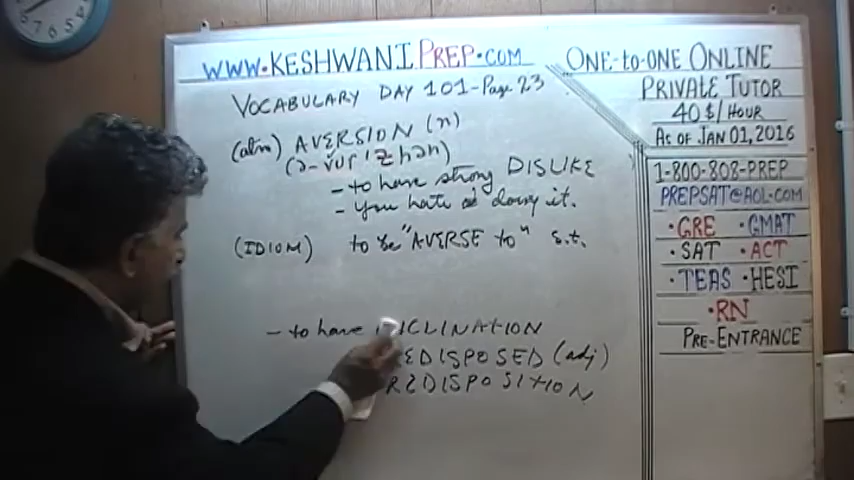 www.KESHWANIPREP.com
VOCABULARY DAY 101-Page 23
AVERSION (n)
- to have strong DISLIKE
- you hate doing it.
(IDIOM) to be "AVERSE to" s.t.
- to have INCLINATION
EDISPOSED (adj)
REDISPOSITION
ONE-to-ONE ONLINE
PRIVATE TUTOR
40 $/HOUR
AS OF JAN 01, 2016
1-800-808-PREP
PREPSAT@AOL.COM
•GRE •GMAT
•SAT •ACT
•TEAS •HESI
•RN
PRE-ENTRANCE